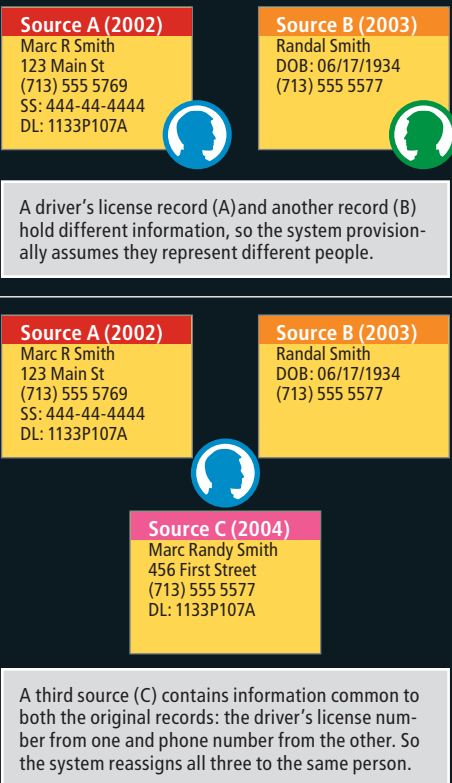 Source A (2002)
Marc R Smith
123 Main St
(713) 555 5769
SS: 444-44-4444
DL: 1133P107A
Source B (2003)
Randal Smith
DOB: 06/17/1934
(713) 555 5577
A driver’s license record (A)and another record (B)
hold different information, so the system provision-
ally assumes they represent different people.
Source A (2002)
Marc R Smith
123 Main St
(713) 555 5769
SS: 444-44-4444
DL: 1133P107A
Source B (2003)
Randal Smith
DOB: 06/17/1934
(713) 555 5577
Source C (2004)
Marc Randy Smith
456 First Street
(713) 555 5577
DL: 1133P107A
A third source (C) contains information common to
both the original records: the driver’s license num-
ber from one and phone number from the other. So
the system reassigns all three to the same person.